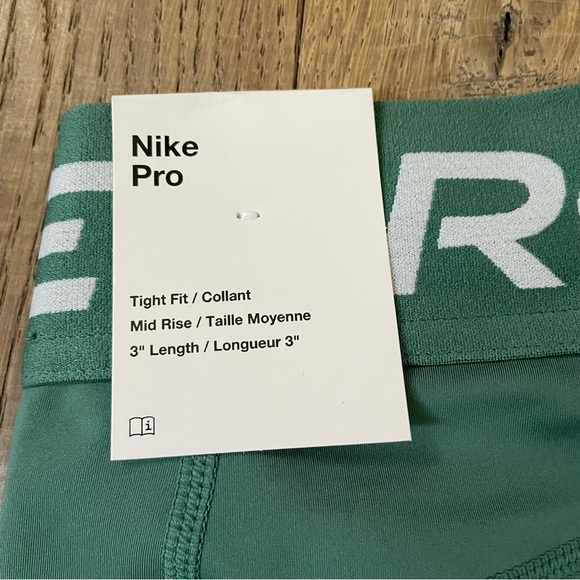 Nike
Pro
Tight Fit / Collant
Mid Rise / Taille Moyenne
3" Length / Longueur 3"
i
E
R